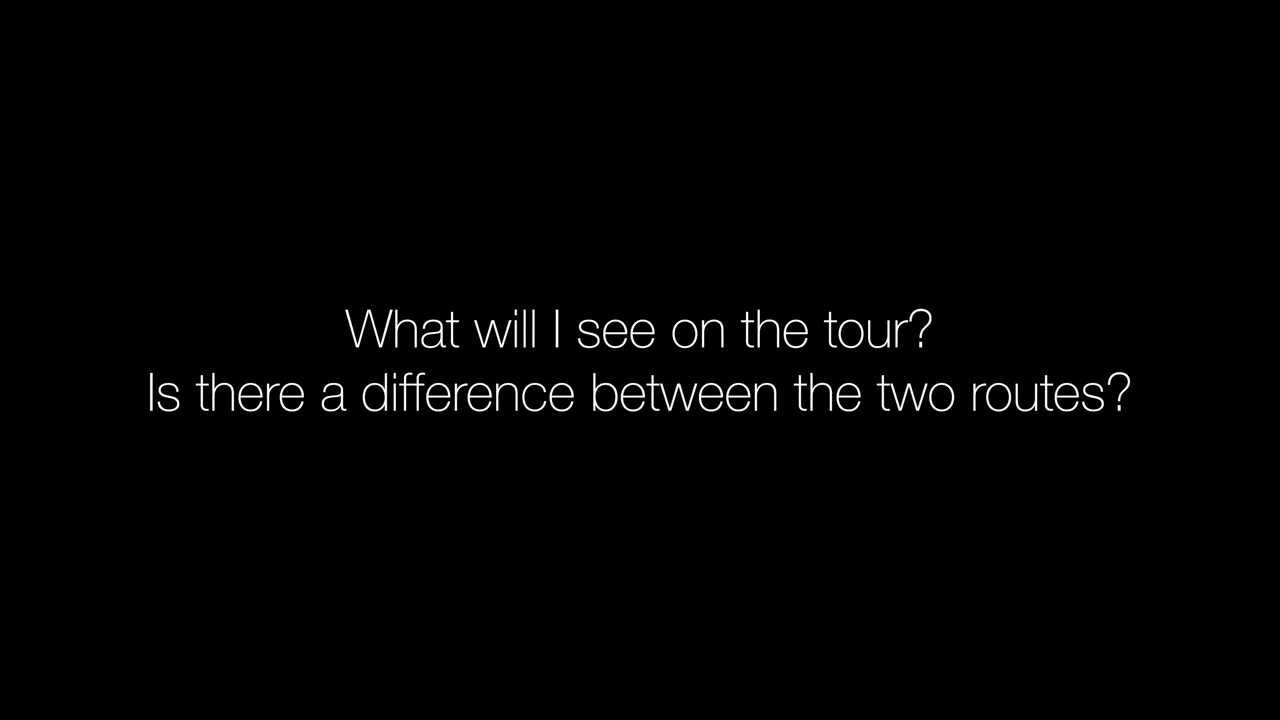 What will I see on the tour?
Is there a difference between the two routes?